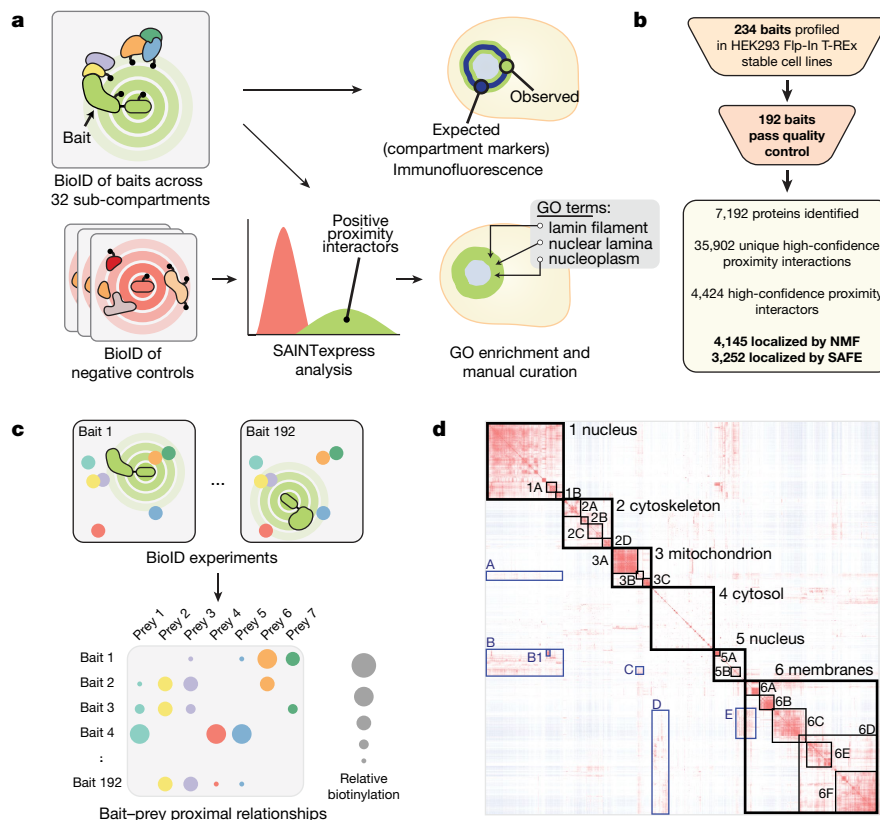 a
Bait
BioID of baits across
32 sub-compartments
Observed
Expected
(compartment markers)
Immunofluorescence
BioID of
negative controls
Positive
proximity
interactors
SAINTexpress
analysis
GO terms:
lamin filament
nuclear lamina
nucleoplasm
GO enrichment and
manual curation
b
234 baits profiled
in HEK293 Flp-In T-REx
stable cell lines
192 baits
pass quality
control
7,192 proteins identified
35,902 unique high-confidence
proximity interactions
4,424 high-confidence proximity
interactors
4,145 localized by NMF
3,252 localized by SAFE
c
Bait 1
...
Bait 192
BioID experiments
Prey 1
Prey 2
Prey 3
Prey 4
Prey 5
Prey 6
Prey 7
Bait 1
Bait 2
Bait 3
Bait 4
:
Bait 192
Relative
biotinylation
Bait–prey proximal relationships
d
1 nucleus
1A
1B
2A
2 cytoskeleton
2B
2C
2D
3 mitochondrion
3A
3B
3C
4 cytosol
5 nucleus
5A
5B
6 membranes
6A
6B
6C
6D
6E
6F
A
B
B1
C
D
E